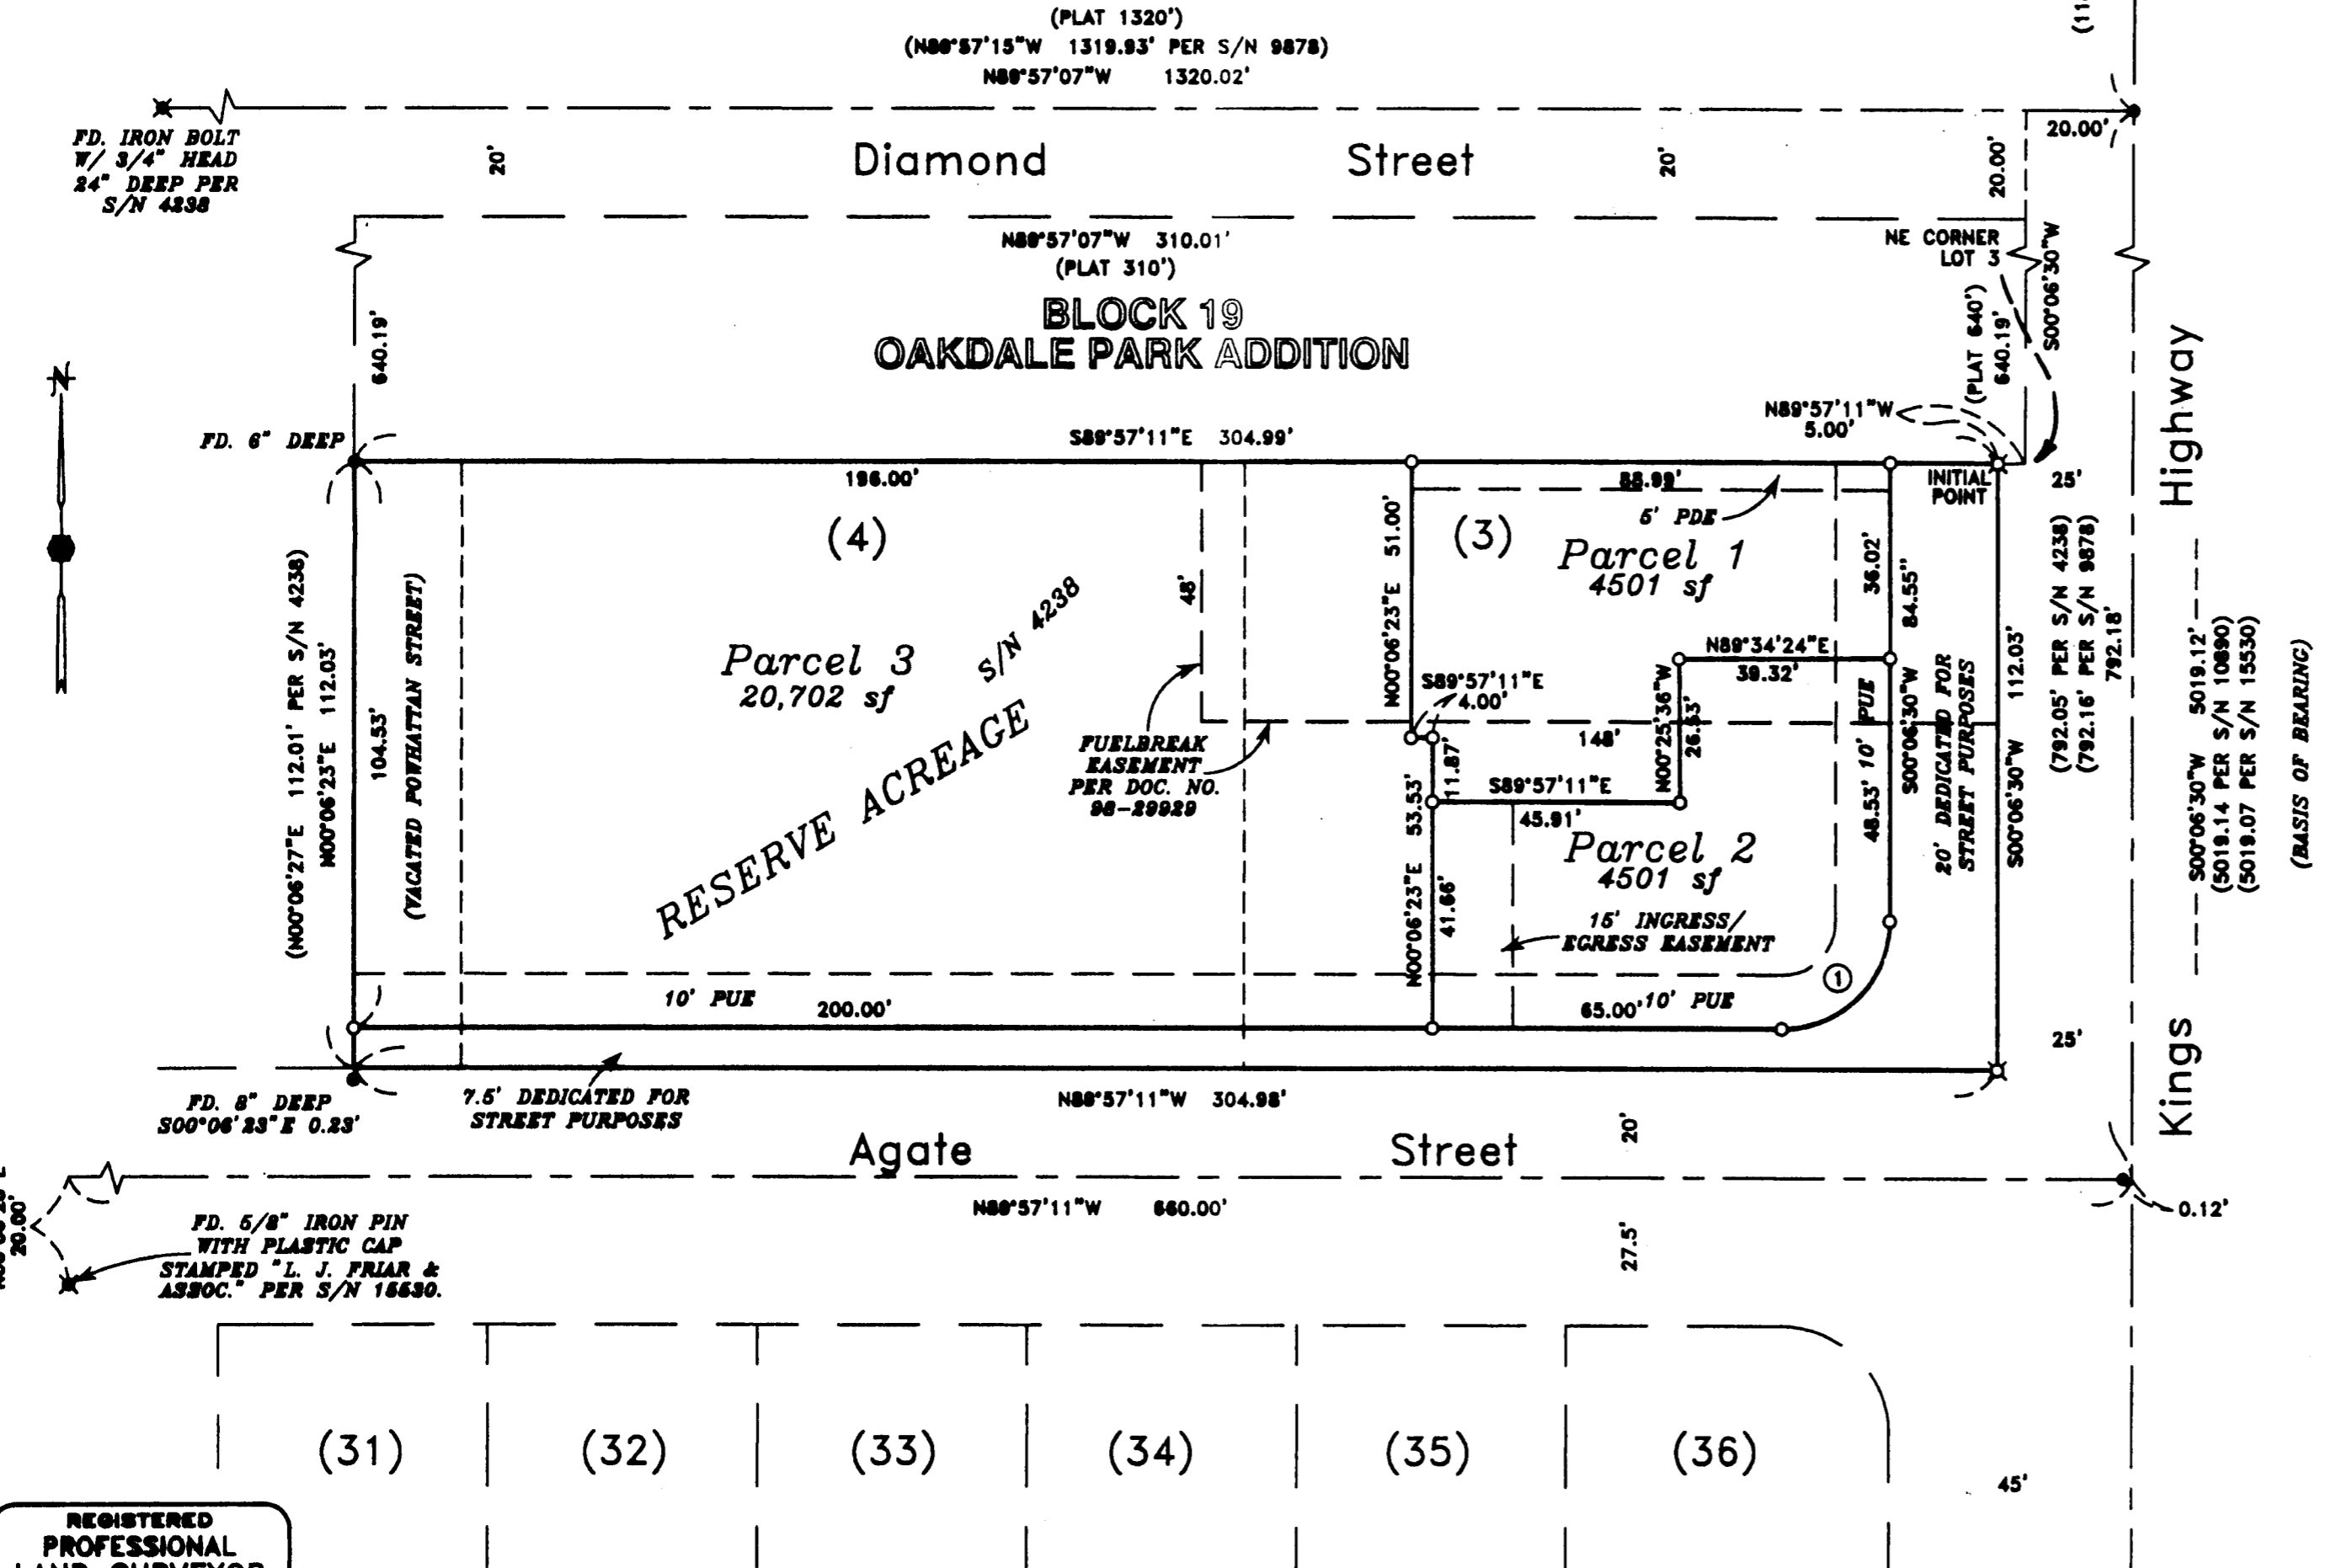 (PLAT 1320')
(N89°57'15"W 1319.93' PER S/N 9878)
N89°57'07"W 1320.02'
20.00'
FD. IRON BOLT
W/ 3/4" HEAD
24" DEEP PER
S/N 4238
20'
Diamond Street
20'
20.00'
S00°06'30"W
N89°57'07"W 310.01'
(PLAT 310')
NE CORNER
LOT 3
BLOCK 19
OAKDALE PARK ADDITION
640.19'
(PLAT 640')
640.19'
N89°57'11"W
5.00'
FD. 6" DEEP
S89°57'11"E 304.99'
INITIAL
POINT
25'
196.00'
88.99'
5' PDE
(4)
(3)
Parcel 1
4501 sf
N00°06'23"E 51.00'
36.02'
84.55"
S00°06'30"W
48'
Parcel 3
20,702 sf
S/N 4238
RESERVE ACREAGE
(N00°06'27"E 112.01' PER S/N 4238)
N00°06'23"E 112.03'
104.53'
(VACATED POWHATTAN STREET)
N89°34'24"E
39.32'
S89°57'11"E
4.00'
N00°25'36"W
26.53'
148'
11.87'
53.53'
N00°06'23"E
41.66'
FUELBREAK
EASEMENT
PER DOC. NO.
98-29929
S89°57'11"E
45.91'
Parcel 2
4501 sf
48.53'
10' PUE
20' DEDICATED FOR
STREET PURPOSES
S00°06'30"W 112.03'
(792.05' PER S/N 4238)
(792.16' PER S/N 9878)
792.18'
S00°06'30"W 5019.12'
(5019.14 PER S/N 10890)
(5019.07 PER S/N 15530)
(BASIS OF BEARING)
Kings Highway
15' INGRESS/
EGRESS EASEMENT
1
10' PUE
200.00'
65.00'
10' PUE
25'
FD. 8" DEEP
S00°06'23"E 0.23'
7.5' DEDICATED FOR
STREET PURPOSES
N89°57'11"W 304.98'
Agate Street
20'
N89°57'11"W 660.00'
0.12'
20.00'
FD. 5/8" IRON PIN
WITH PLASTIC CAP
STAMPED "L. J. FRIAR &
ASSOC." PER S/N 15530.
27.5'
(31)
(32)
(33)
(34)
(35)
(36)
45'
REGISTERED
PROFESSIONAL
LAND SURVEYOR